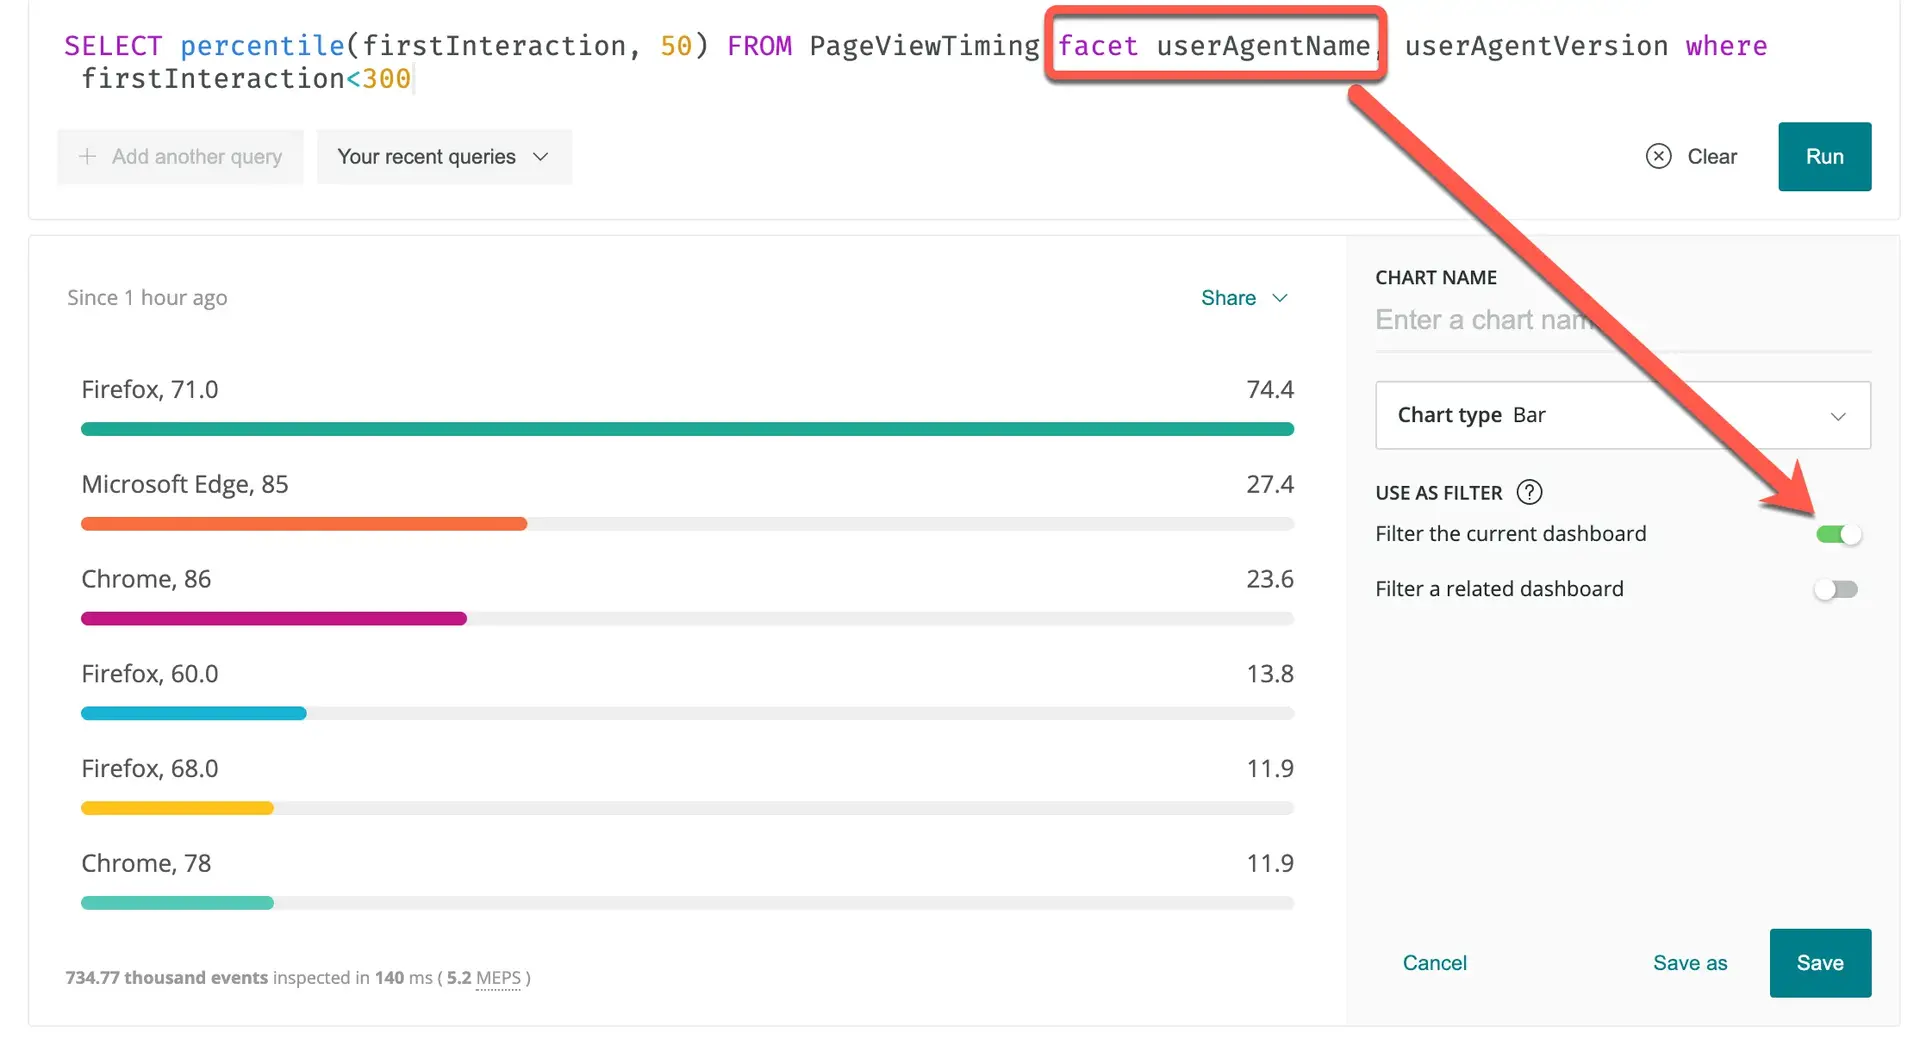 SELECT percentile(firstInteraction, 50) FROM PageViewTiming facet userAgentName, userAgentVersion where
firstInteraction<300
+ Add another query
Your recent queries
Clear
Run
Since 1 hour ago
Share
Firefox, 71.0 74.4
Microsoft Edge, 85 27.4
Chrome, 86 23.6
Firefox, 60.0 13.8
Firefox, 68.0 11.9
Chrome, 78 11.9
734.77 thousand events inspected in 140 ms ( 5.2 MEPS )
CHART NAME
Enter a chart name
Chart type Bar
USE AS FILTER ?
Filter the current dashboard
Filter a related dashboard
Cancel
Save as
Save